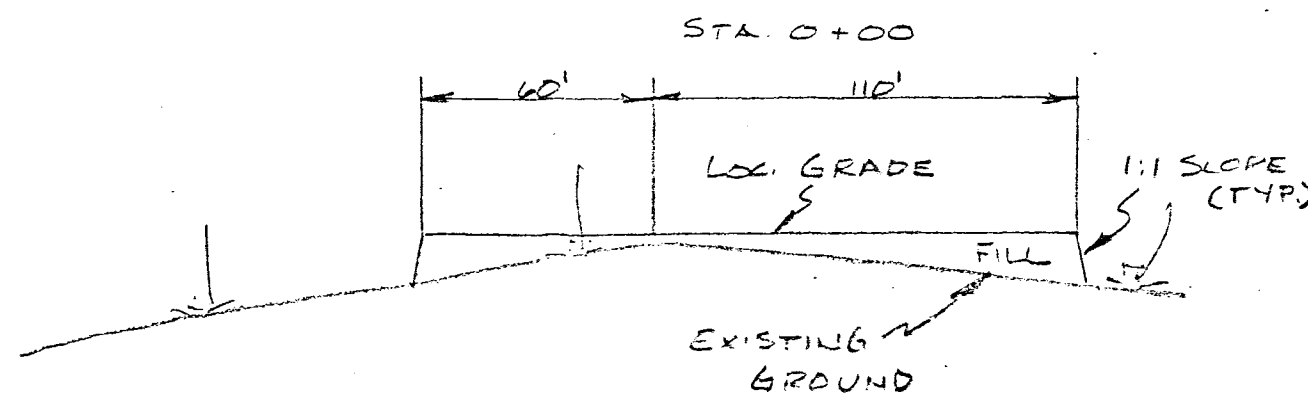 STA. 0+00
60'
110'
LOC. GRADE
1:1 SLOPE
(TYP.)
FILL
EXISTING
GROUND